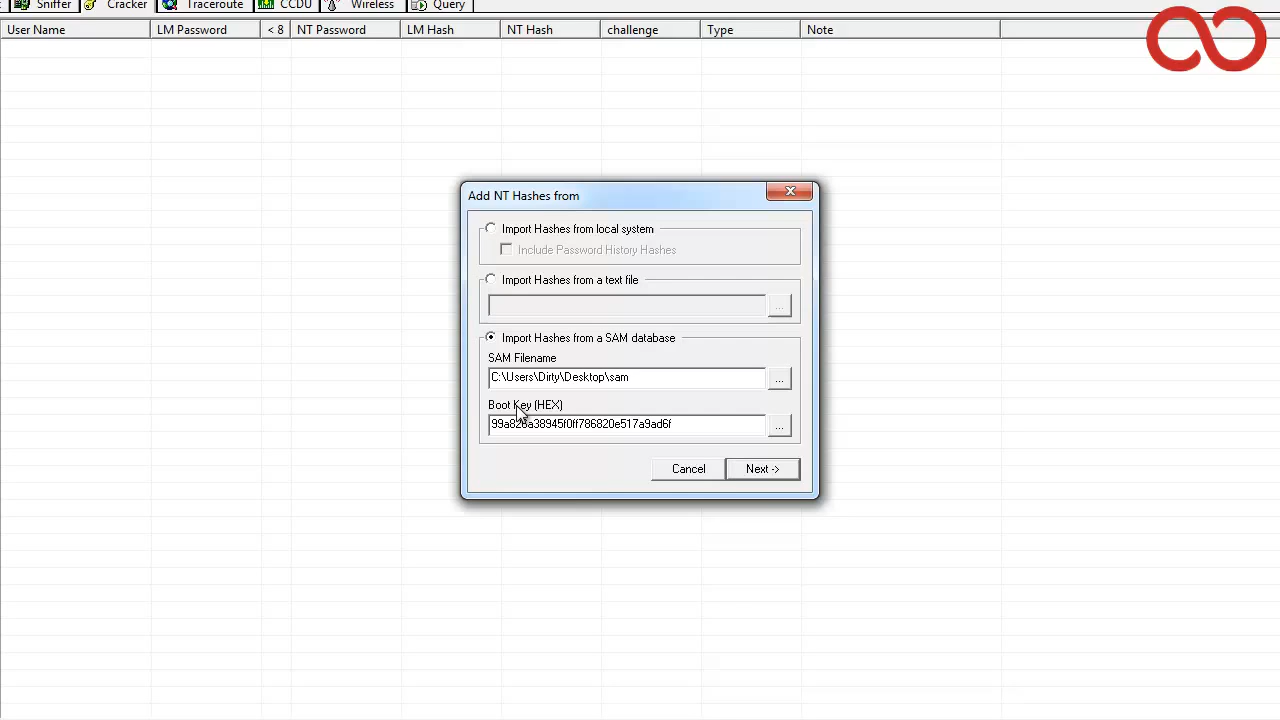 Sniffer Cracker Traceroute CCDU Wireless Query
User Name LM Password < 8 NT Password LM Hash NT Hash challenge Type Note
Add NT Hashes from
Import Hashes from local system
Include Password History Hashes
Import Hashes from a text file
...
Import Hashes from a SAM database
SAM Filename
C:\Users\Dirty\Desktop\sam
...
Boot Key (HEX)
...
Cancel Next ->